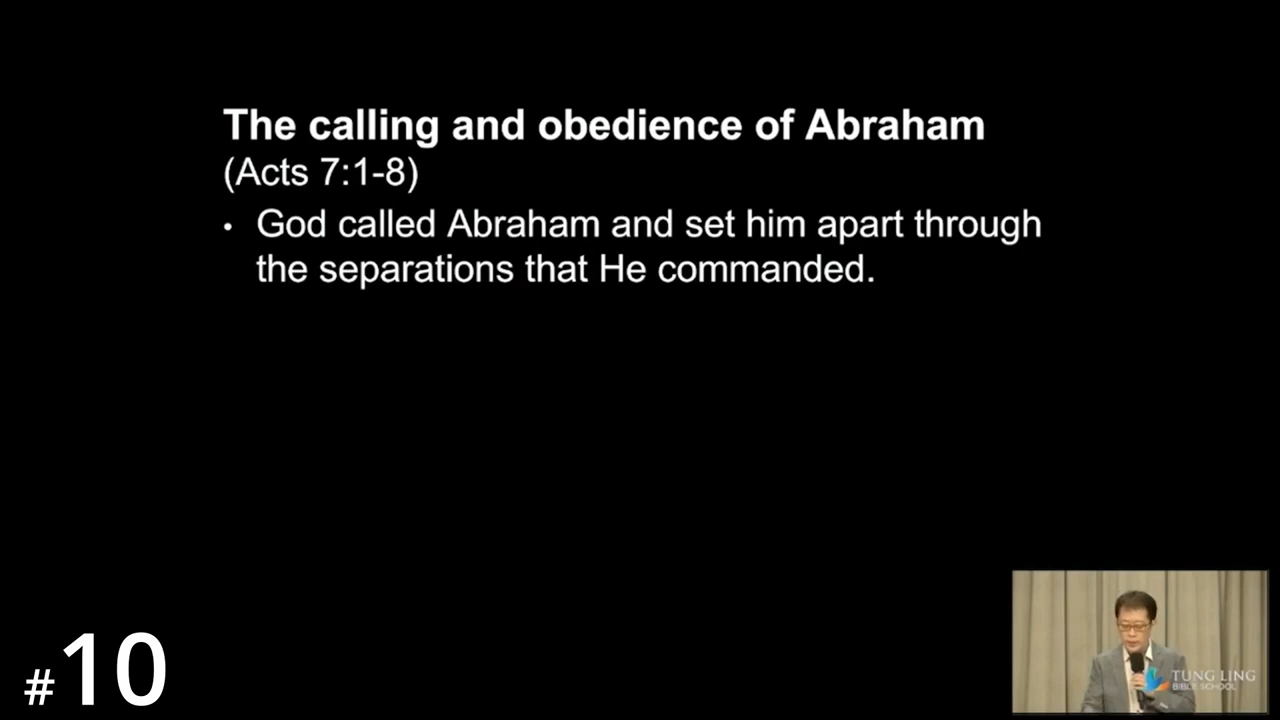 The calling and obedience of Abraham
(Acts 7:1-8)
• God called Abraham and set him apart through
the separations that He commanded.
#10
TUNG LING
BIBLE SCHOOL